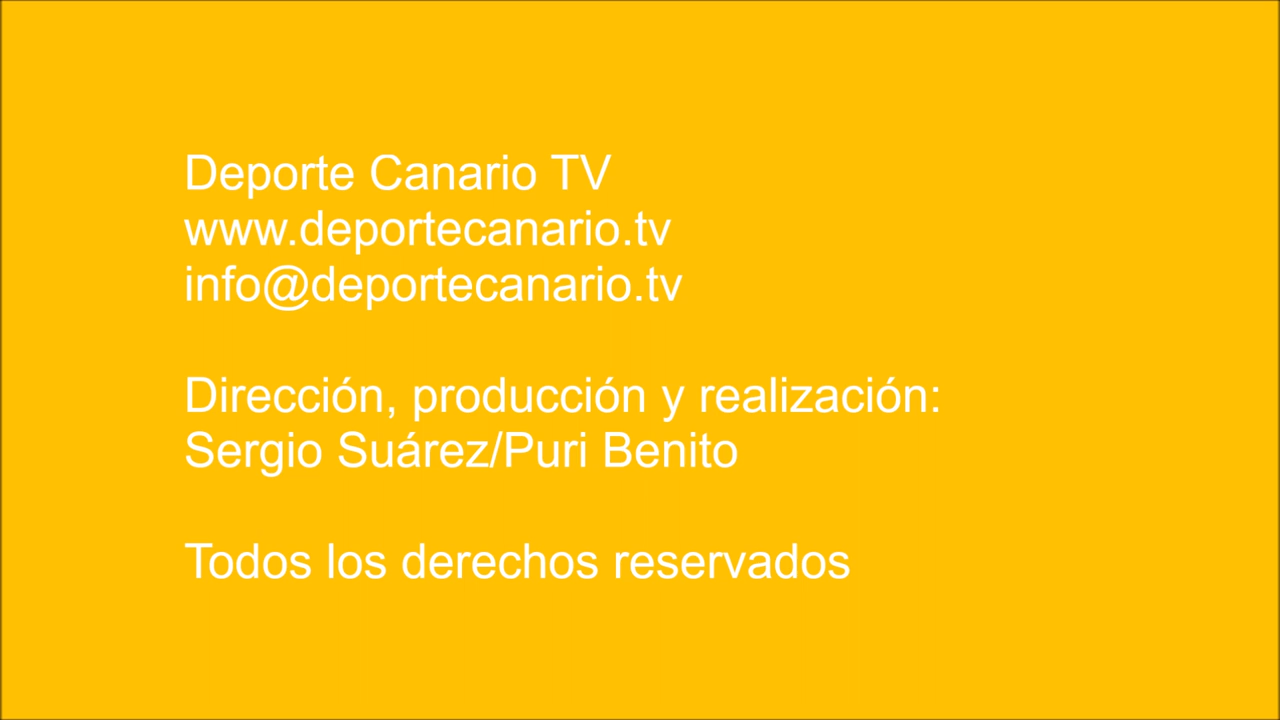 Deporte Canario TV
www.deportecanario.tv
info@deportecanario.tv
Dirección, producción y realización:
Sergio Suárez/Puri Benito
Todos los derechos reservados